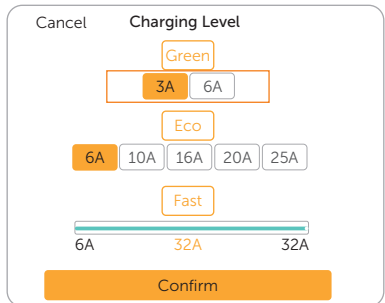 Cancel Charging Level
Green
3A 6A
Eco
6A 10A 16A 20A 25A
Fast
6A 32A 32A
Confirm